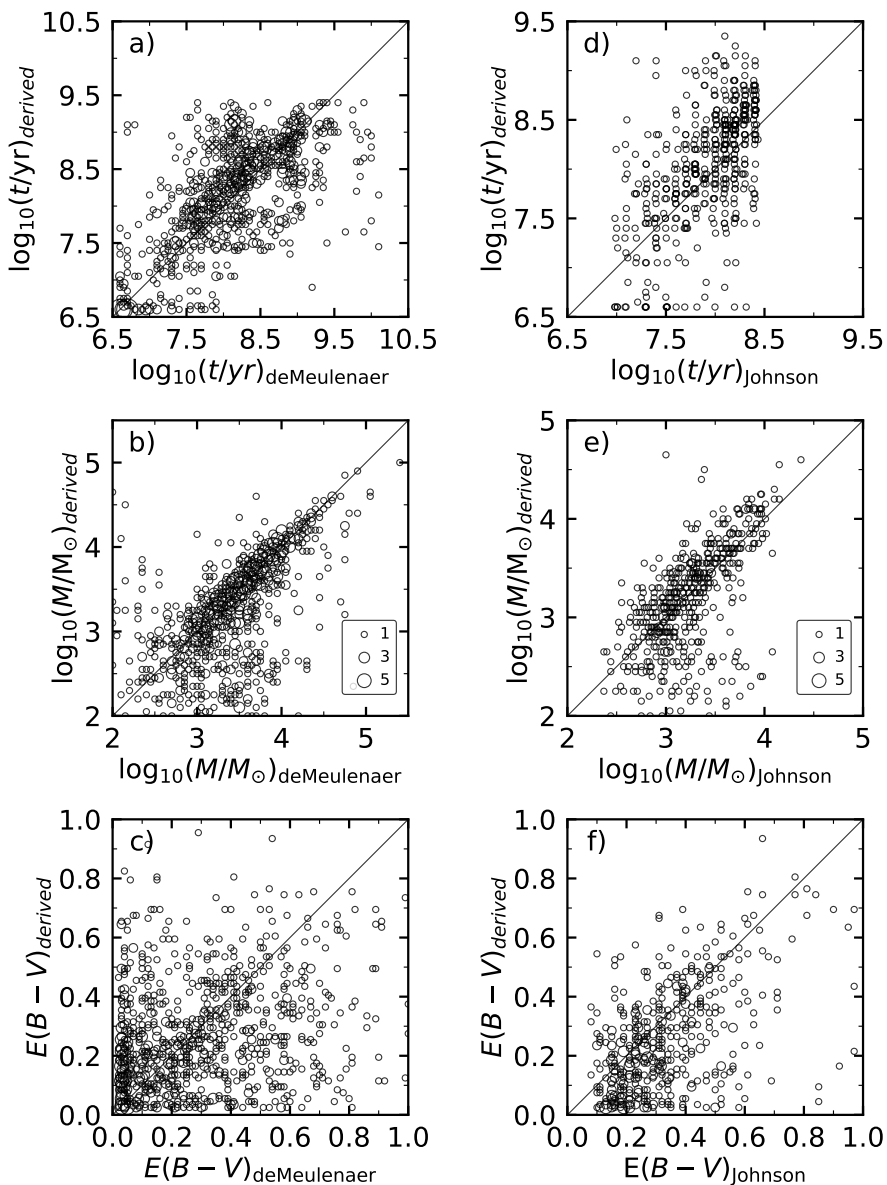 a)
10.5
9.5
8.5
7.5
6.5
log10(t/yr)derived
6.5 7.5 8.5 9.5 10.5
log10(t/yr)deMeulenaer
d)
9.5
8.5
7.5
6.5
log10(t/yr)derived
6.5 7.5 8.5 9.5
log10(t/yr)Johnson
b)
5
4
3
2
log10(M/M⊙)derived
1
3
5
2 3 4 5
log10(M/M⊙)deMeulenaer
e)
5
4
3
2
log10(M/M⊙)derived
1
3
5
2 3 4 5
log10(M/M⊙)Johnson
c)
1.0
0.8
0.6
0.4
0.2
0.0
E(B − V)derived
0.0 0.2 0.4 0.6 0.8 1.0
E(B − V)deMeulenaer
f)
1.0
0.8
0.6
0.4
0.2
0.0
E(B − V)derived
0.0 0.2 0.4 0.6 0.8 1.0
E(B − V)Johnson